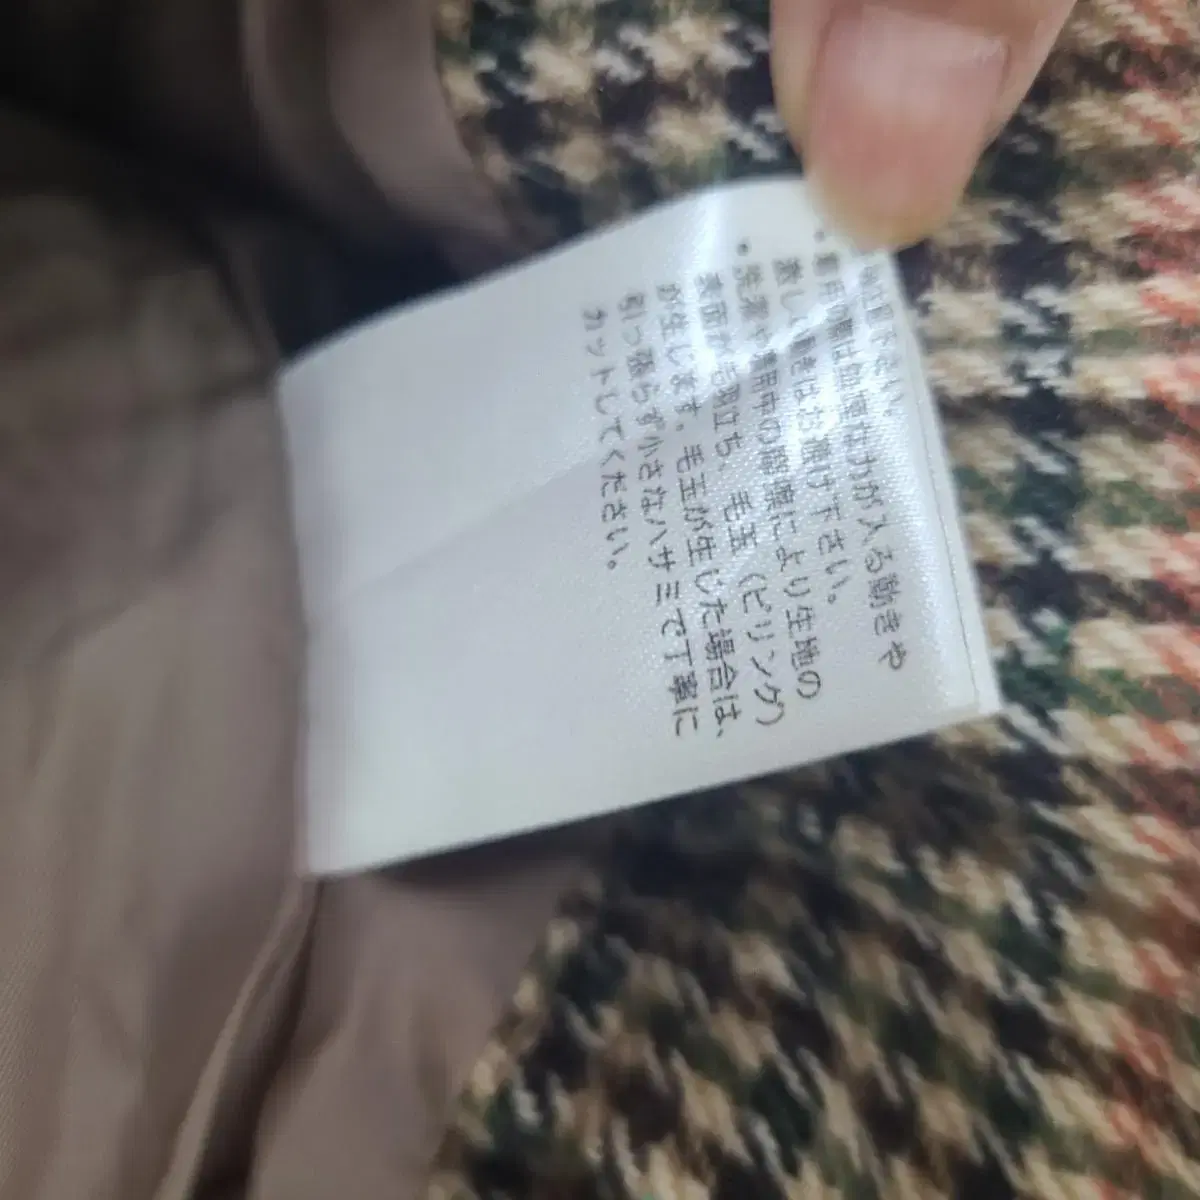 下さい。
・着用の際は無理な力が入る動きや
激しい動きはお避け下さい。
・洗濯や着用中の摩擦により生地の
表面が毛羽立ち、毛玉(ピリング)
が生じます。毛玉が生じた場合は、
引っ張らず小さなハサミで丁寧に
カットしてください。